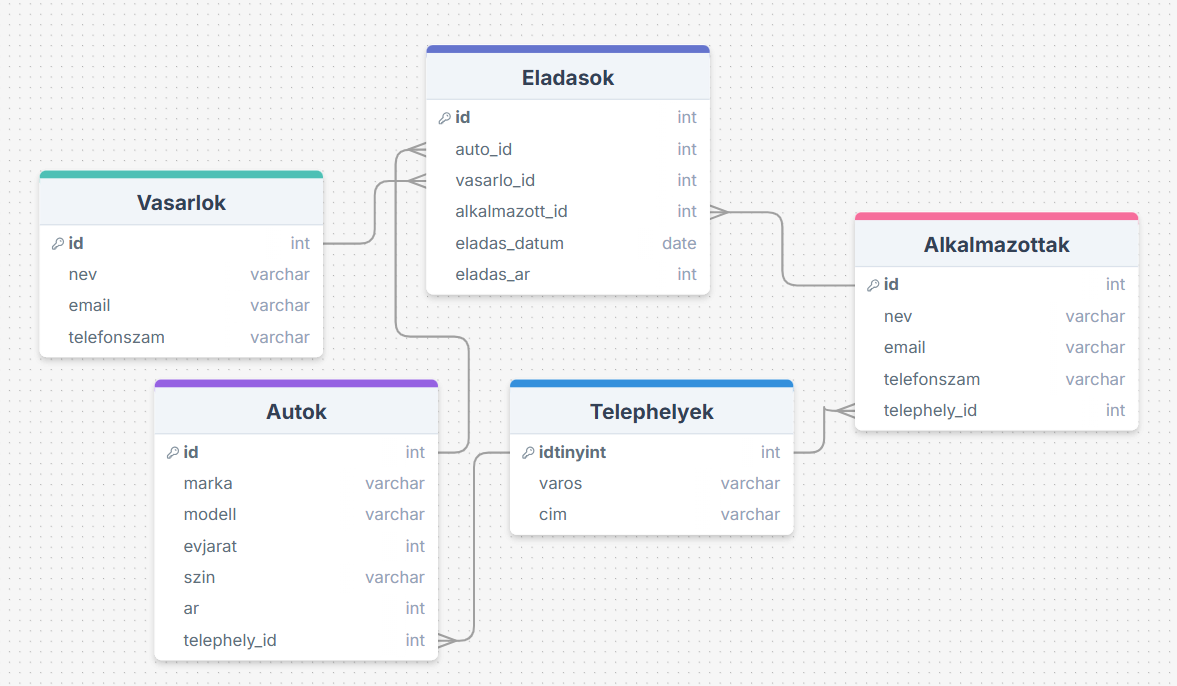 Eladasok
id int
auto_id int
vasarlo_id int
alkalmazott_id int
eladas_datum date
eladas_ar int
Vasarlok
id int
nev varchar
email varchar
telefonszam varchar
Alkalmazottak
id int
nev varchar
email varchar
telefonszam varchar
telephely_id int
Autok
id int
marka varchar
modell varchar
evjarat int
szin varchar
ar int
telephely_id int
Telephelyek
idtinyint int
varos varchar
cim varchar